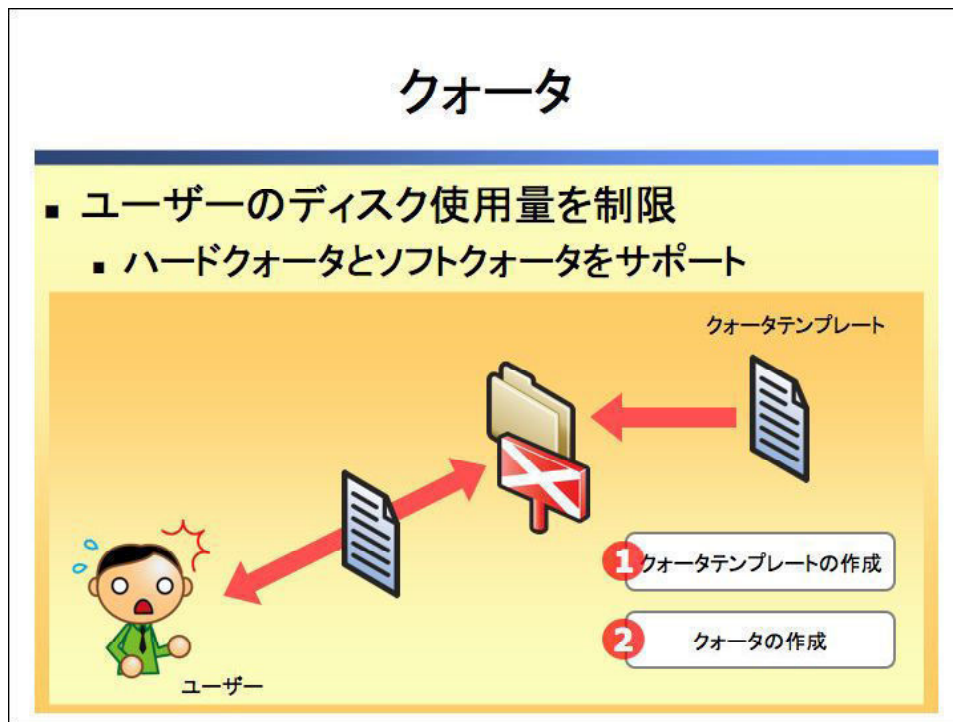 クォータ
■ ユーザーのディスク使用量を制限
■ ハードクォータとソフトクォータをサポート
クォータテンプレート
1 クォータテンプレートの作成
2 クォータの作成
ユーザー